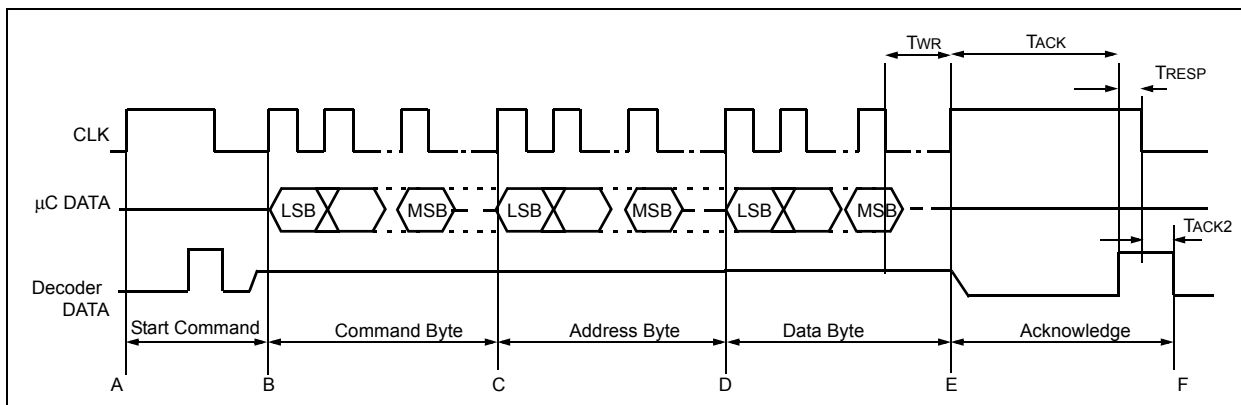 TWR
TACK
TRESP
CLK
μC DATA
LSB
MSB
LSB
MSB
LSB
MSB
TACK2
Decoder
DATA
Start Command
Command Byte
Address Byte
Data Byte
Acknowledge
A
B
C
D
E
F